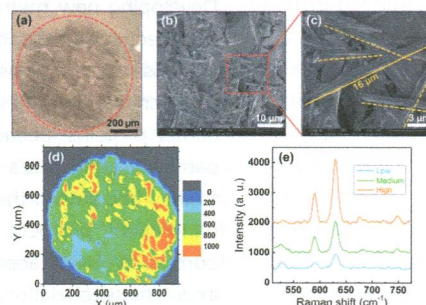 (a)
200 µm
(b)
10 µm
(c)
16 µm
3 µm
(d)
Y (um)
800
600
400
200
0
0 200 400 600 800
X (um)
0
200
400
600
800
1000
(e)
Intensity (a. u.)
4000
3000
2000
1000
0
Low
Medium
High
550 600 650 700 750
Raman shift (cm⁻¹)